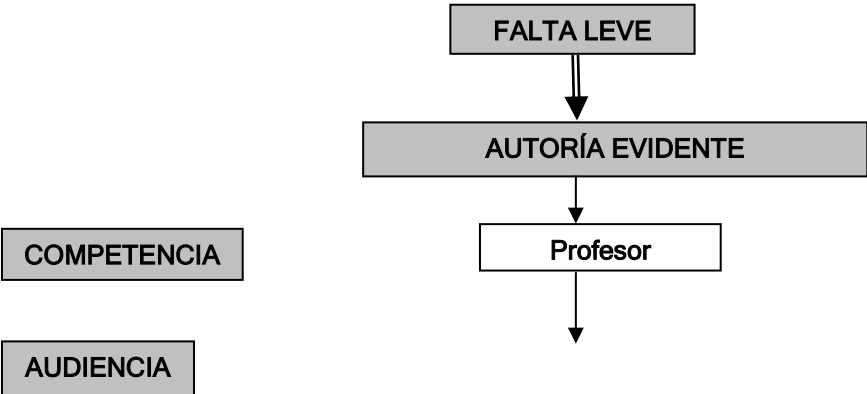 FALTA LEVE
AUTORÍA EVIDENTE
COMPETENCIA
Profesor
AUDIENCIA